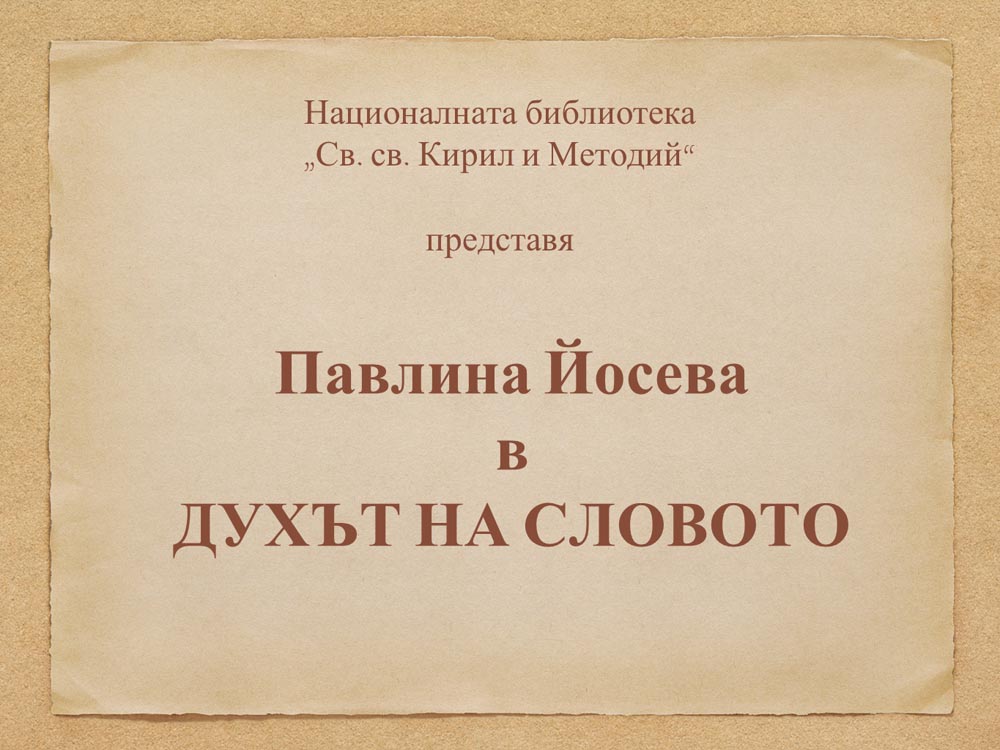 Националната библиотека
„Св. св. Кирил и Методий“
представя
Павлина Йосева
в
ДУХЪТ НА СЛОВОТО